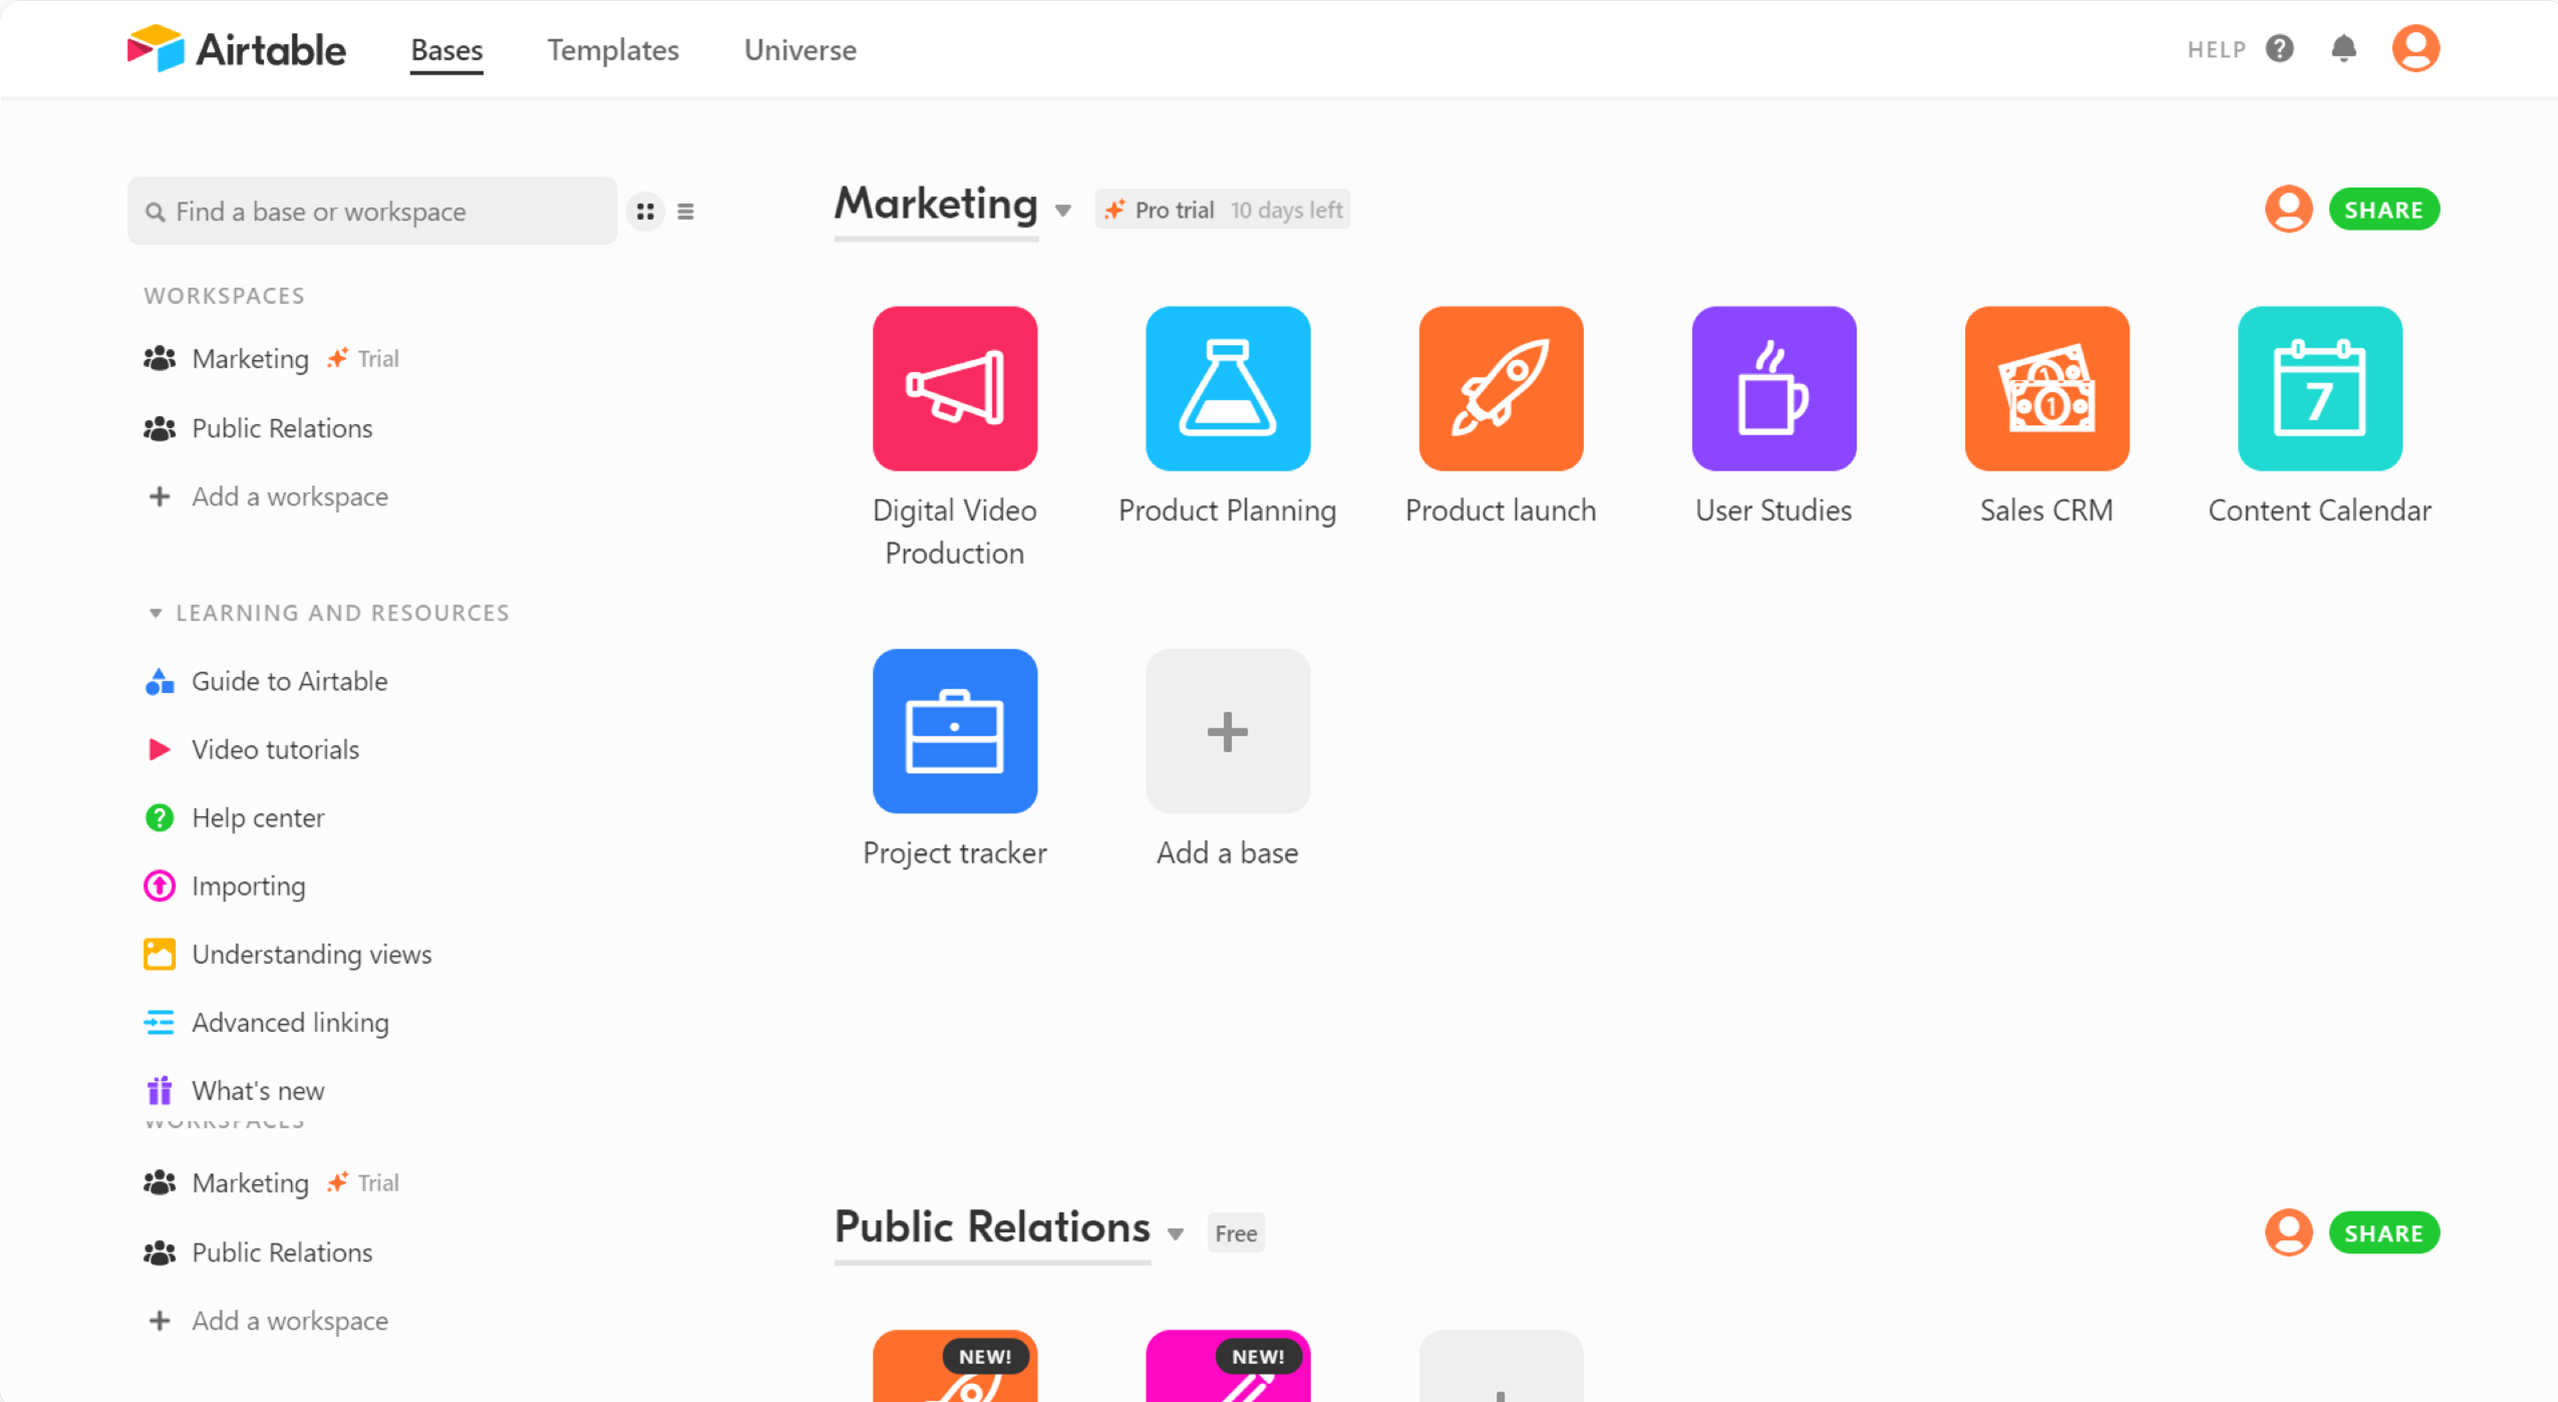 Airtable Bases Templates Universe HELP
Find a base or workspace
WORKSPACES
Marketing Trial
Public Relations
Add a workspace
LEARNING AND RESOURCES
Guide to Airtable
Video tutorials
Help center
Importing
Understanding views
Advanced linking
What's new
WORKSPACES
Marketing Trial
Public Relations
Add a workspace
Marketing Pro trial 10 days left SHARE
7
Digital Video
Production
Product Planning
Product launch
User Studies
Sales CRM
Content Calendar
Project tracker
Add a base
Public Relations Free SHARE
NEW!
NEW!